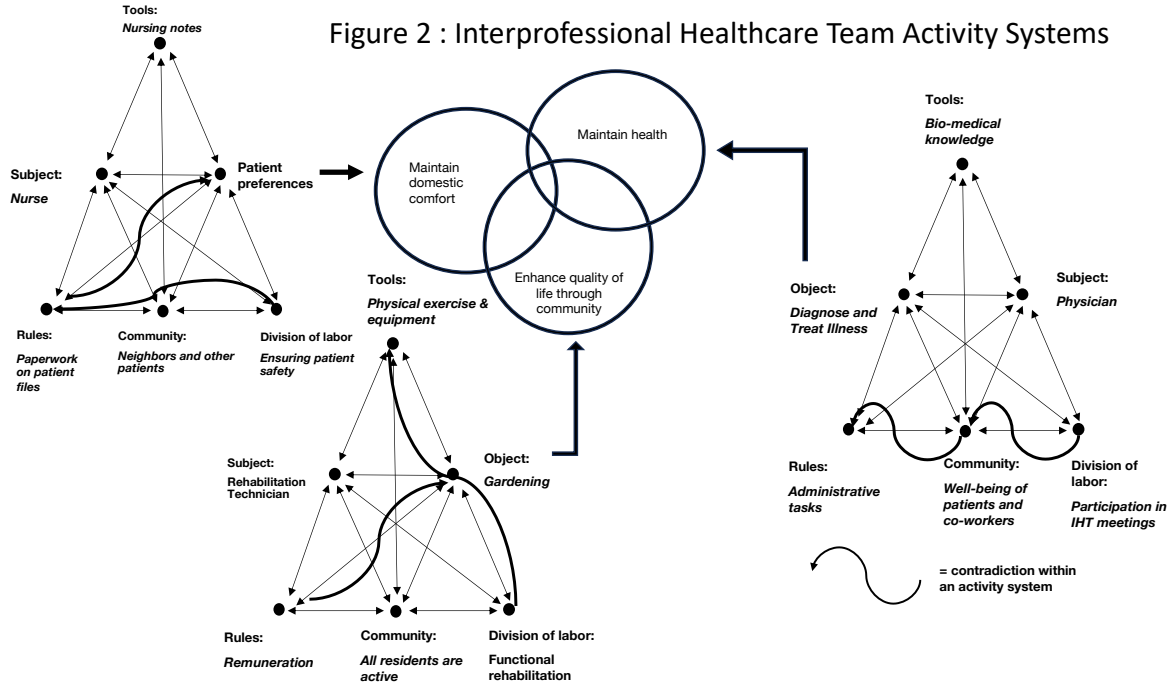 Figure 2 : Interprofessional Healthcare Team Activity Systems
Tools:
Nursing notes
Subject:
Nurse
Patient
preferences
Rules:
Paperwork
on patient
files
Community:
Neighbors and other
patients
Division of labor
Ensuring patient
safety
Maintain
domestic
comfort
Maintain health
Enhance quality of
life through
community
Tools:
Physical exercise &
equipment
Subject:
Rehabilitation
Technician
Object:
Gardening
Rules:
Remuneration
Community:
All residents are
active
Division of labor:
Functional
rehabilitation
Tools:
Bio-medical
knowledge
Object:
Diagnose and
Treat Illness
Subject:
Physician
Rules:
Administrative
tasks
Community:
Well-being of
patients and
co-workers
Division of
labor:
Participation in
IHT meetings
= contradiction within
an activity system